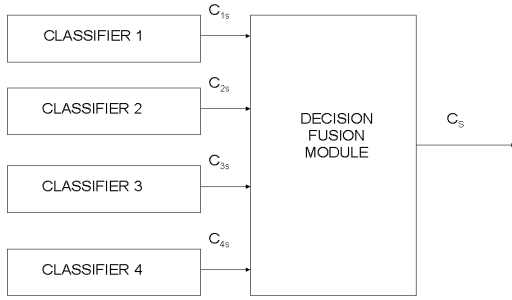 CLASSIFIER 1
C1s
CLASSIFIER 2
C2s
CLASSIFIER 3
C3s
CLASSIFIER 4
C4s
DECISION
FUSION
MODULE
CS